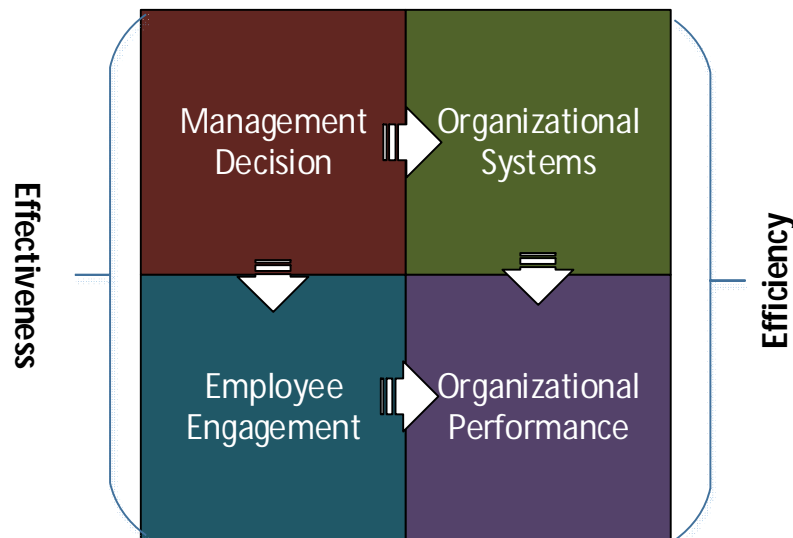 Effectiveness
Management
Decision
Organizational
Systems
Employee
Engagement
Organizational
Performance
Efficiency